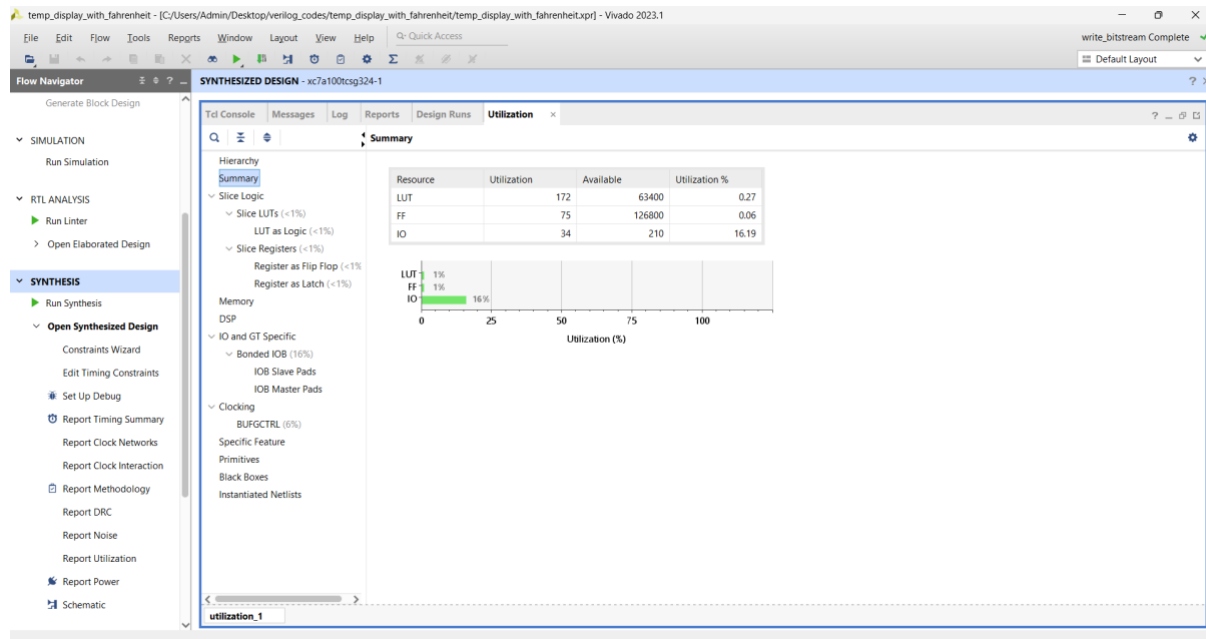 temp_display_with_fahrenheit - [C:/Users/Admin/Desktop/verilog_codes/temp_display_with_fahrenheit/temp_display_with_fahrenheit.xpr] - Vivado 2023.1
File Edit Flow Tools Reports Window Layout View Help Quick Access
write_bitstream Complete
Default Layout
Flow Navigator
SYNTHESIZED DESIGN - xc7a100tcsg324-1
Generate Block Design
SIMULATION
Run Simulation
RTL ANALYSIS
Run Linter
Open Elaborated Design
SYNTHESIS
Run Synthesis
Open Synthesized Design
Constraints Wizard
Edit Timing Constraints
Set Up Debug
Report Timing Summary
Report Clock Networks
Report Clock Interaction
Report Methodology
Report DRC
Report Noise
Report Utilization
Report Power
Schematic
Tcl Console Messages Log Reports Design Runs Utilization
Summary
Hierarchy
Summary
Slice Logic
Slice LUTs (<1%)
LUT as Logic (<1%)
Slice Registers (<1%)
Register as Flip Flop (<1%
Register as Latch (<1%)
Memory
DSP
IO and GT Specific
Bonded IOB (16%)
IOB Slave Pads
IOB Master Pads
Clocking
BUFGCTRL (6%)
Specific Feature
Primitives
Black Boxes
Instantiated Netlists
Resource Utilization Available Utilization %
LUT 172 63400 0.27
FF 75 126800 0.06
IO 34 210 16.19
LUT 1%
FF 1%
IO 16%
0 25 50 75 100
Utilization (%)
utilization_1